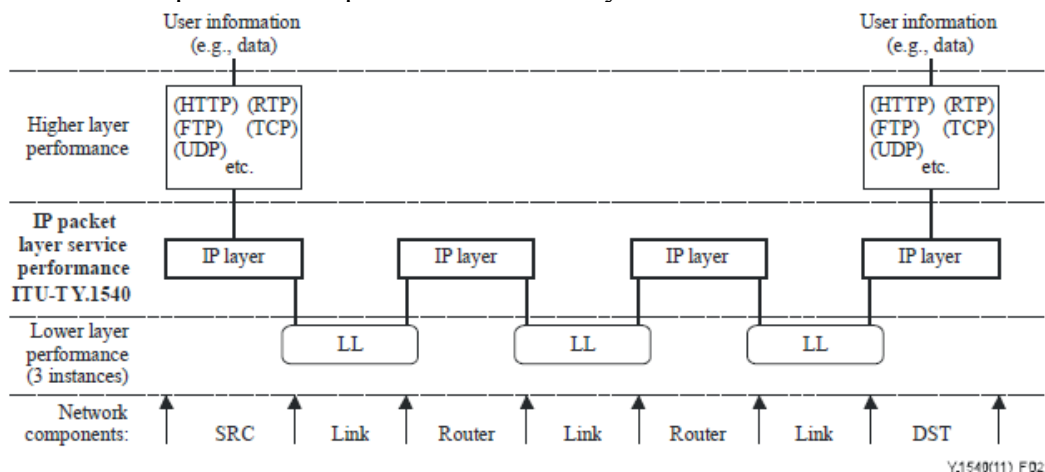 User information
(e.g., data)
User information
(e.g., data)
Higher layer
performance
(HTTP) (RTP)
(FTP) (TCP)
(UDP)
etc.
(HTTP) (RTP)
(FTP) (TCP)
(UDP)
etc.
IP packet
layer service
performance
ITU-T Y.1540
IP layer
IP layer
IP layer
IP layer
Lower layer
performance
(3 instances)
LL
LL
LL
Network
components:
SRC
Link
Router
Link
Router
Link
DST
Y.1540(11)_F02